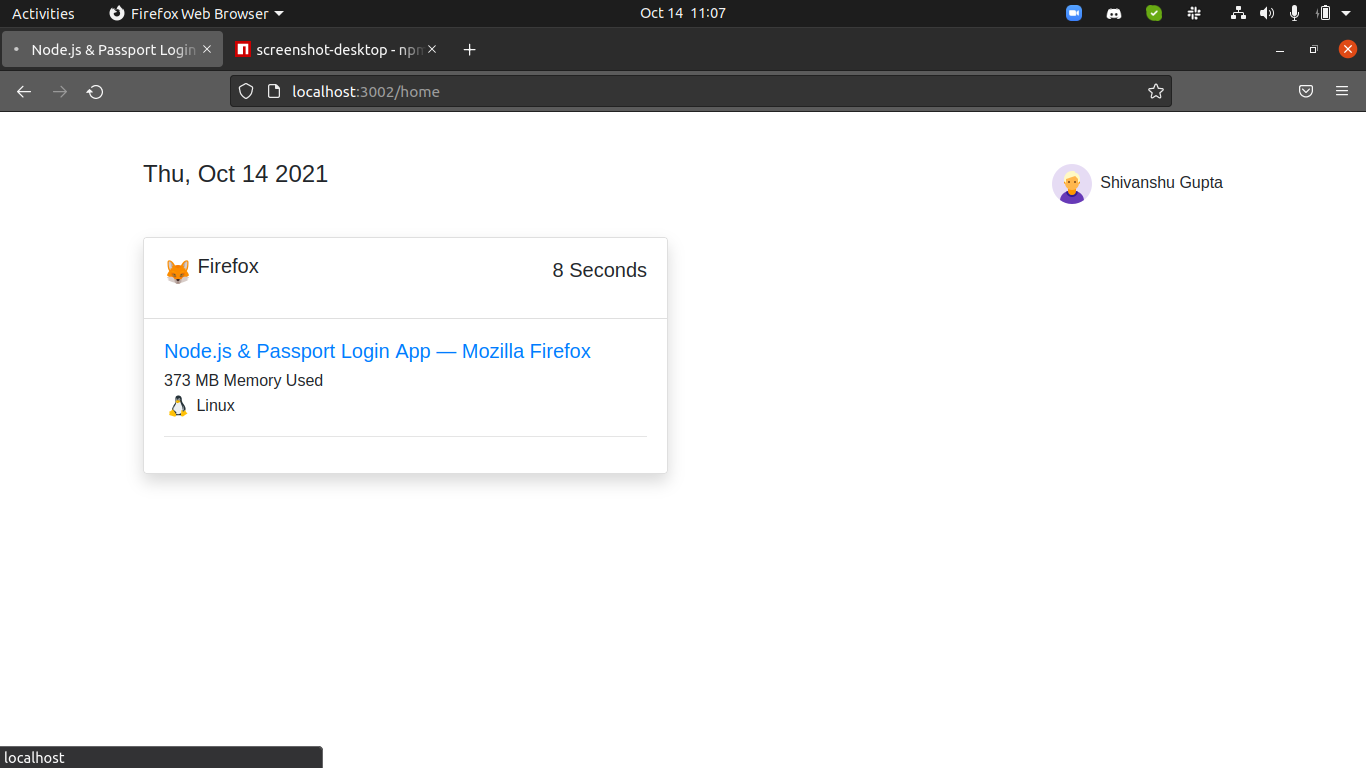 Activities Firefox Web Browser Oct 14 11:07
Node.js & Passport Login screenshot-desktop - npm
localhost:3002/home
Thu, Oct 14 2021
Shivanshu Gupta
Firefox 8 Seconds
Node.js & Passport Login App — Mozilla Firefox
373 MB Memory Used
Linux
localhost